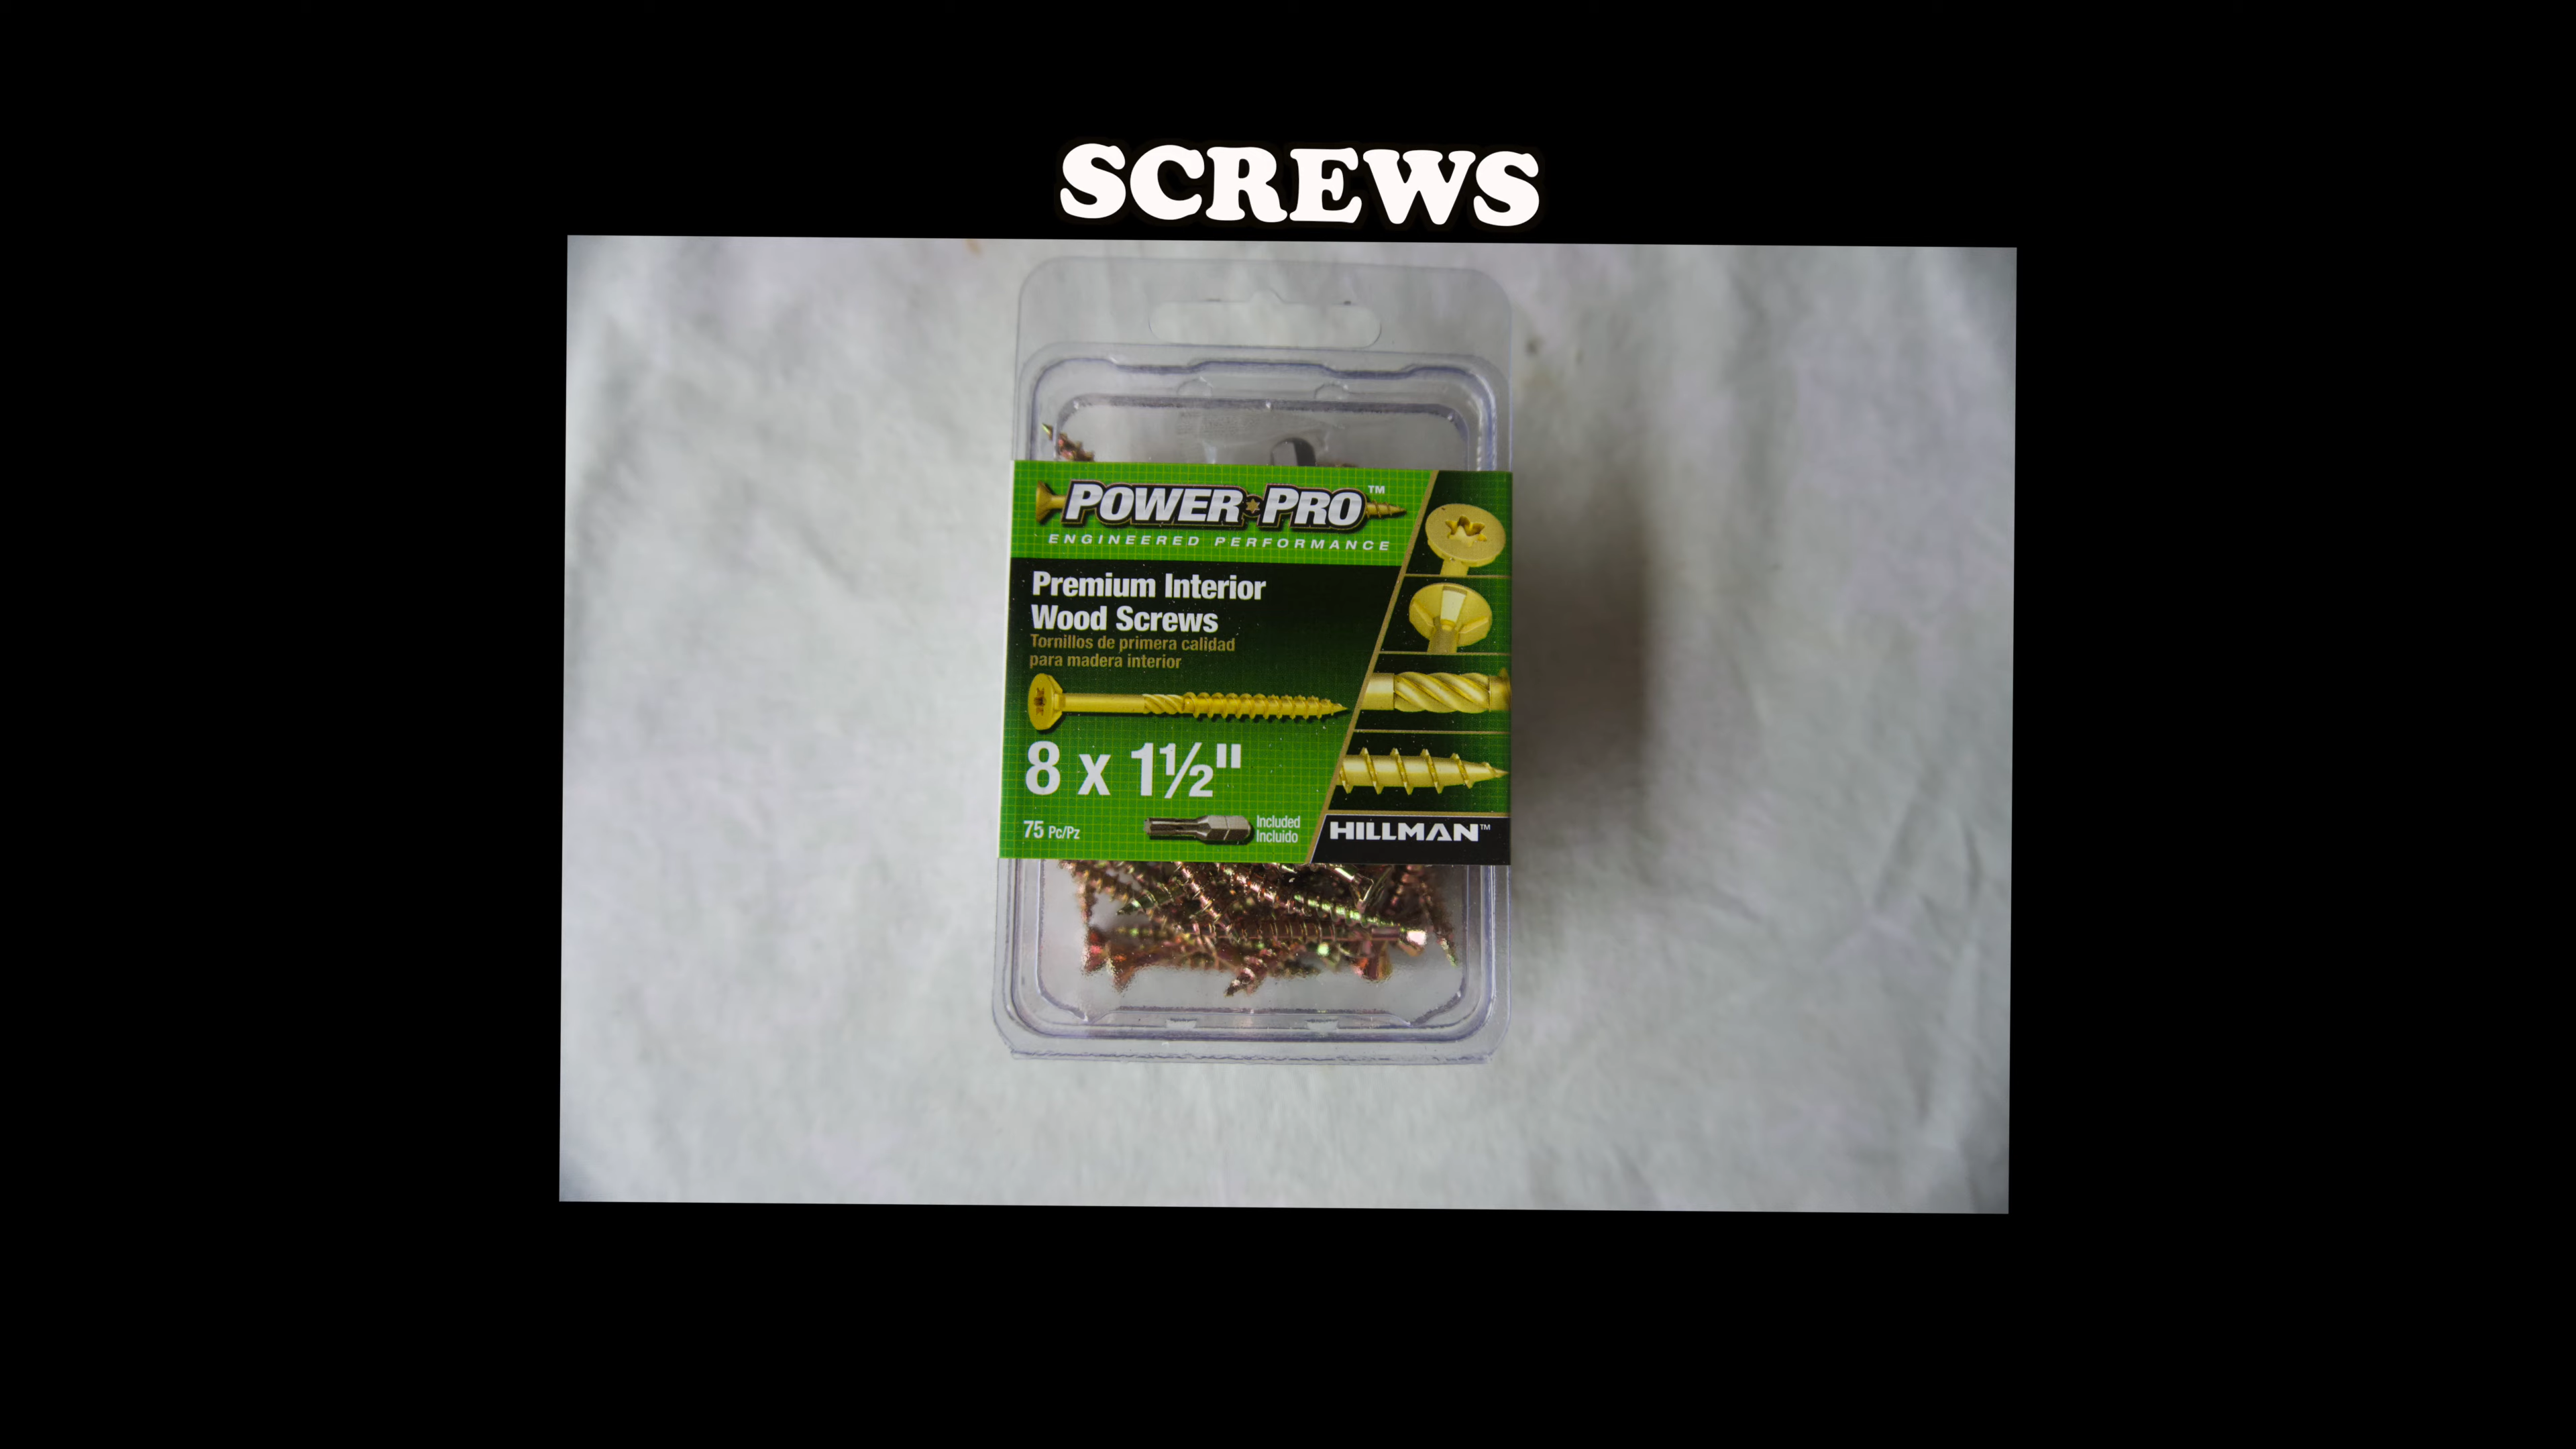 SCREWS
POWER PRO™
ENGINEERED PERFORMANCE
Premium Interior
Wood Screws
Tornillos de primera calidad
para madera interior
8 x 1½"
75 Pc/Pz
Included
Incluido
HILLMAN™